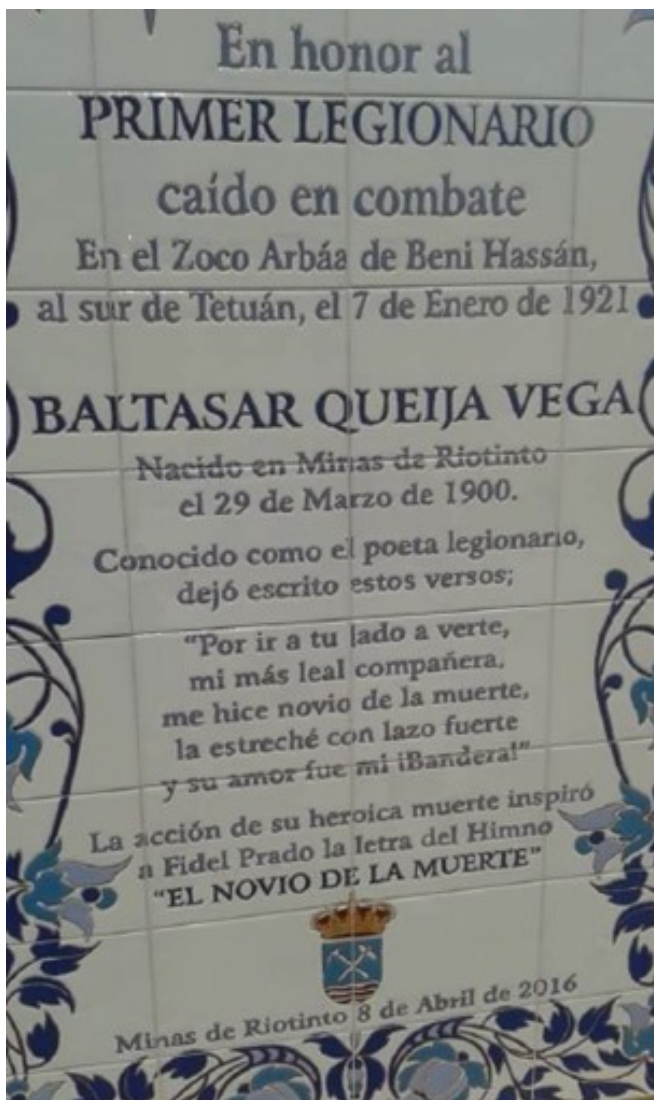 En honor al
PRIMER LEGIONARIO
caído en combate
En el Zoco Arbáa de Beni Hassán,
al sur de Tetuán, el 7 de Enero de 1921
BALTASAR QUEIJA VEGA
Nacido en Minas de Riotinto
el 29 de Marzo de 1900.
Conocido como el poeta legionario,
dejó escrito estos versos;
"Por ir a tu lado a verte,
mi más leal compañera,
me hice novio de la muerte,
la estreché con lazo fuerte
y su amor fue mi ¡Bandera!"
La acción de su heroica muerte inspiró
a Fidel Prado la letra del Himno
"EL NOVIO DE LA MUERTE"
Minas de Riotinto 8 de Abril de 2016